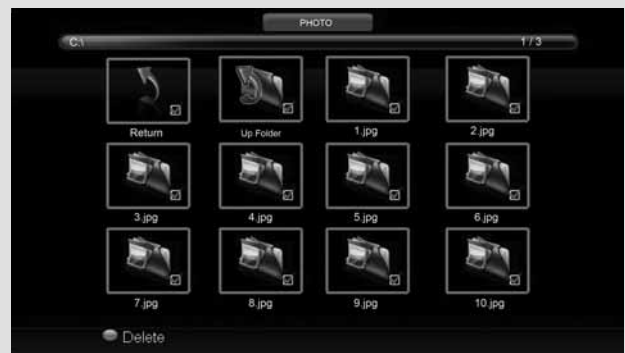 PHOTO
C:\ 1 / 3
Return Up Folder 1.jpg 2.jpg
3.jpg 4.jpg 5.jpg 6.jpg
7.jpg 8.jpg 9.jpg 10.jpg
Delete